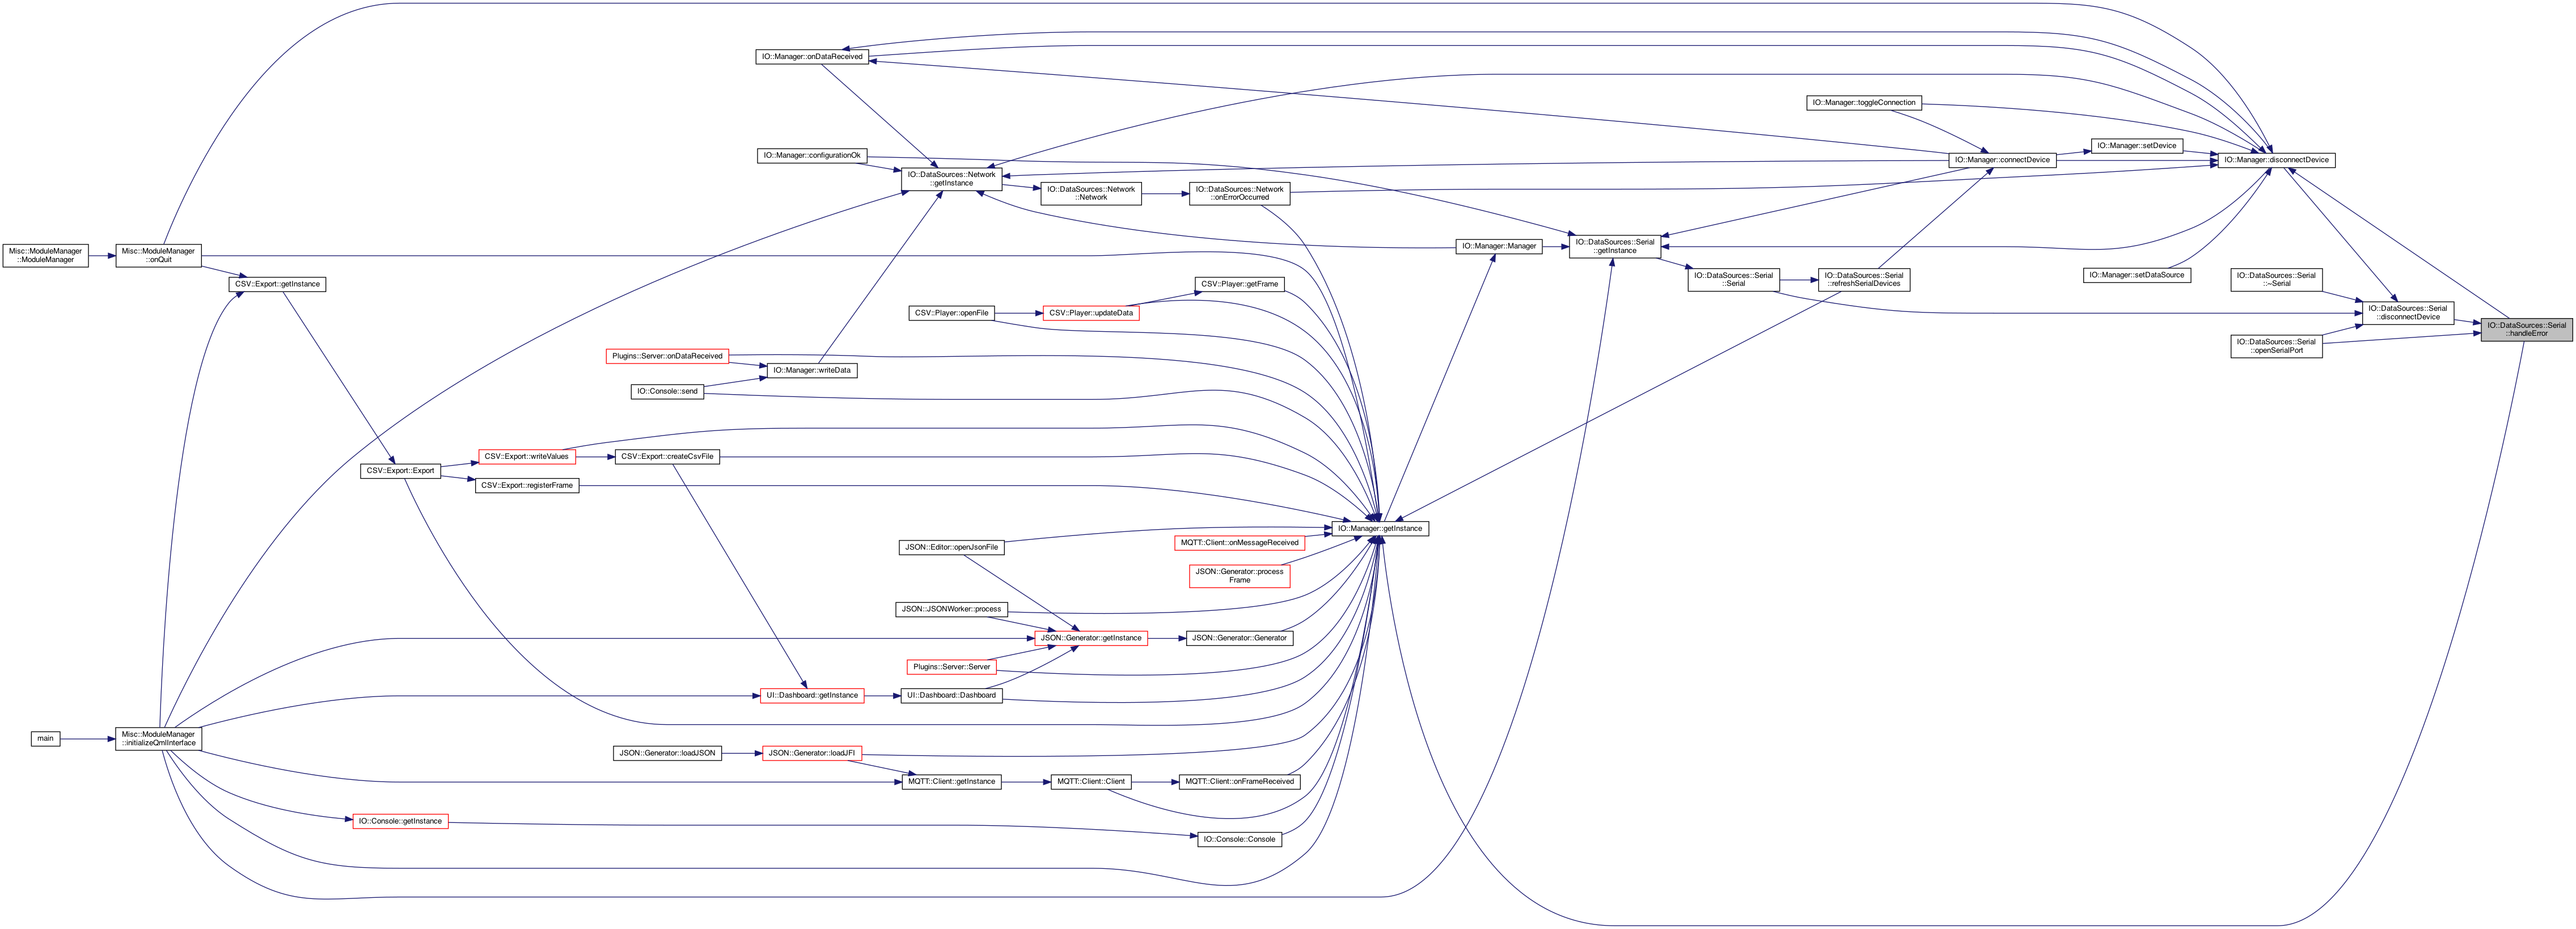 IO::Manager::onDataReceived
IO::Manager::toggleConnection
IO::Manager::setDevice
IO::Manager::configurationOk
IO::Manager::connectDevice
IO::Manager::disconnectDevice
IO::DataSources::Network
::getInstance
IO::DataSources::Network
::Network
IO::DataSources::Network
::onErrorOccurred
Misc::ModuleManager
::ModuleManager
Misc::ModuleManager
::onQuit
IO::Manager::Manager
IO::DataSources::Serial
::getInstance
CSV::Export::getInstance
CSV::Player::getFrame
IO::DataSources::Serial
::Serial
IO::DataSources::Serial
::refreshSerialDevices
IO::Manager::setDataSource
IO::DataSources::Serial
::~Serial
CSV::Player::openFile
CSV::Player::updateData
IO::DataSources::Serial
::disconnectDevice
IO::DataSources::Serial
::handleError
IO::DataSources::Serial
::openSerialPort
Plugins::Server::onDataReceived
IO::Manager::writeData
IO::Console::send
CSV::Export::Export
CSV::Export::writeValues
CSV::Export::createCsvFile
CSV::Export::registerFrame
IO::Manager::getInstance
JSON::Editor::openJsonFile
MQTT::Client::onMessageReceived
JSON::Generator::process
Frame
JSON::JSONWorker::process
JSON::Generator::getInstance
JSON::Generator::Generator
Plugins::Server::Server
UI::Dashboard::getInstance
UI::Dashboard::Dashboard
main
Misc::ModuleManager
::initializeQmlInterface
JSON::Generator::loadJSON
JSON::Generator::loadJFI
MQTT::Client::getInstance
MQTT::Client::Client
MQTT::Client::onFrameReceived
IO::Console::getInstance
IO::Console::Console